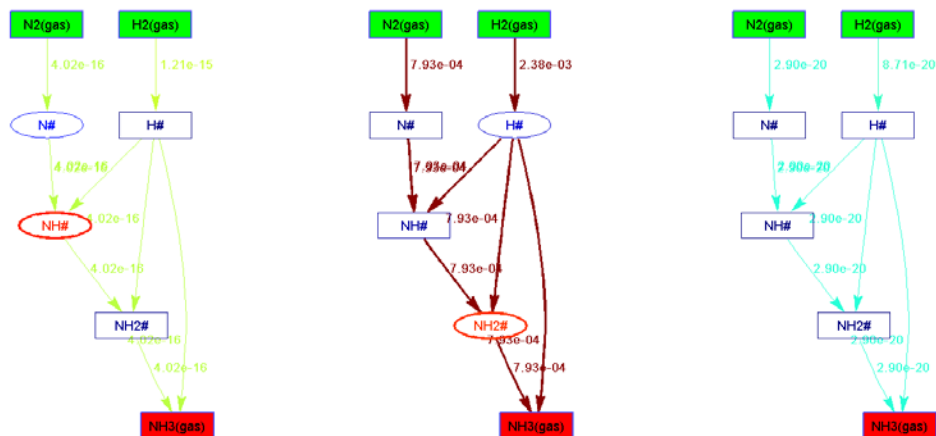 N2(gas) H2(gas) N2(gas) H2(gas) N2(gas) H2(gas)
4.02e-16 1.21e-15 7.93e-04 2.38e-03 2.90e-20 8.71e-20
N# H# N# H# N# H#
4.02e-16 7.93e-04 2.90e-20
4.02e-16 7.93e-04 2.90e-20
NH# NH# NH#
4.02e-16 7.93e-04 2.90e-20
NH2# NH2# NH2#
4.02e-16 7.93e-04 2.90e-20
4.02e-16 7.93e-04 2.90e-20
NH3(gas) NH3(gas) NH3(gas)